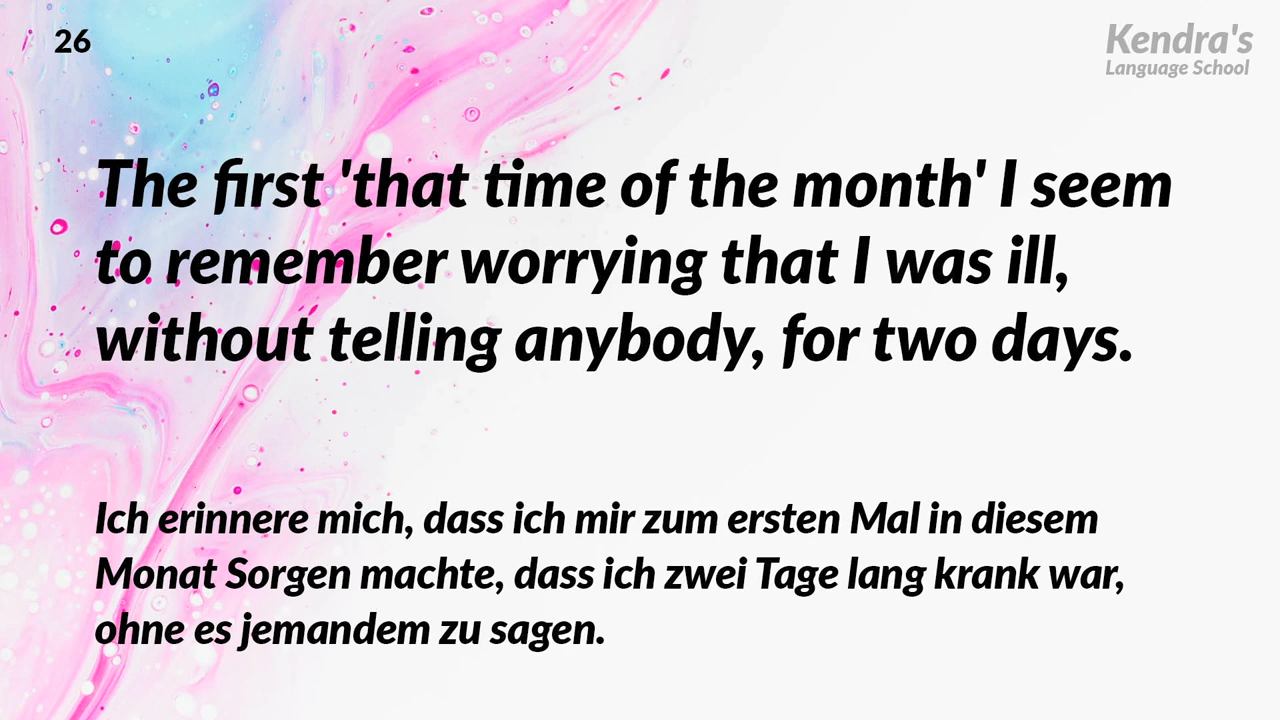 26
Kendra's
Language School
The first 'that time of the month' I seem
to remember worrying that I was ill,
without telling anybody, for two days.
Ich erinnere mich, dass ich mir zum ersten Mal in diesem
Monat Sorgen machte, dass ich zwei Tage lang krank war,
ohne es jemandem zu sagen.